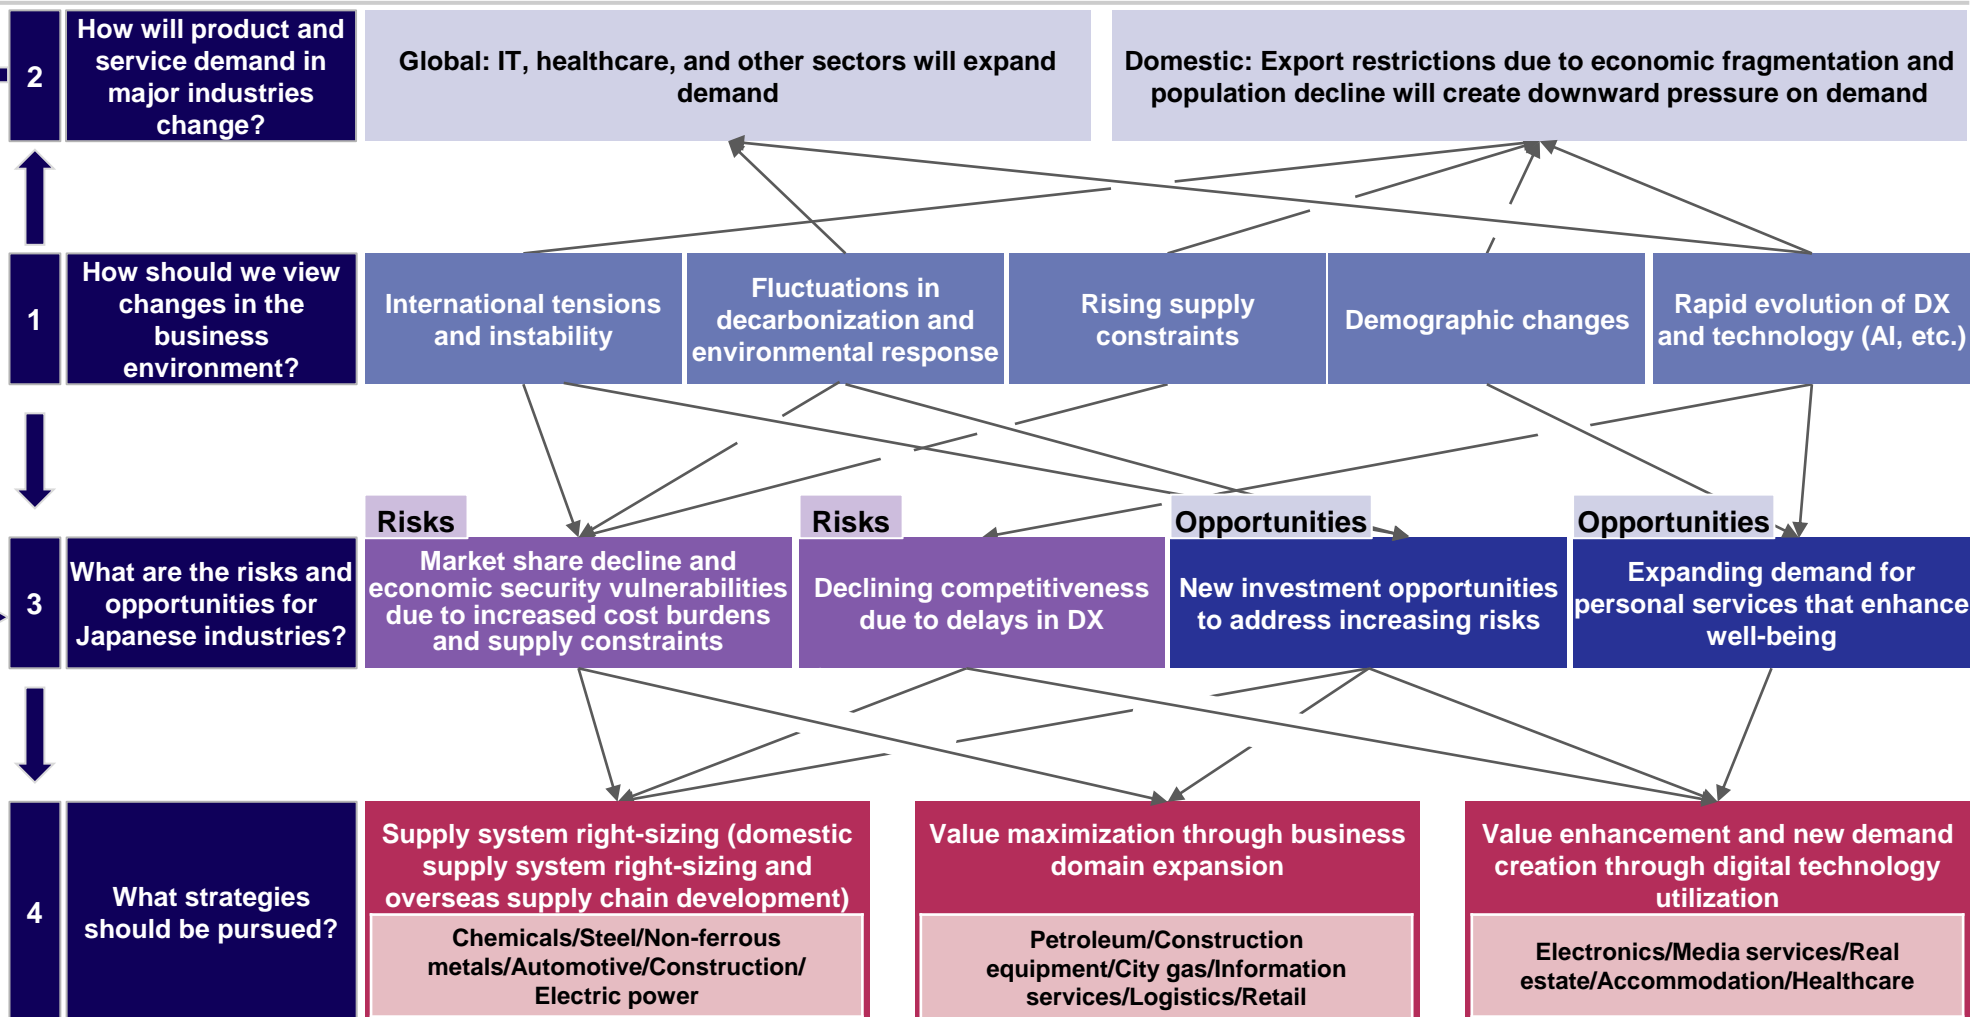 2
How will product and
service demand in
major industries
change?
Global: IT, healthcare, and other sectors will expand
demand
Domestic: Export restrictions due to economic fragmentation and
population decline will create downward pressure on demand
1
How should we view
changes in the
business
environment?
International tensions
and instability
Fluctuations in
decarbonization and
environmental response
Rising supply
constraints
Demographic changes
Rapid evolution of DX
and technology (AI, etc.)
3
What are the risks and
opportunities for
Japanese industries?
Risks
Market share decline and
economic security vulnerabilities
due to increased cost burdens
and supply constraints
Risks
Declining competitiveness
due to delays in DX
Opportunities
New investment opportunities
to address increasing risks
Opportunities
Expanding demand for
personal services that enhance
well-being
4
What strategies
should be pursued?
Supply system right-sizing (domestic
supply system right-sizing and
overseas supply chain development)
Chemicals/Steel/Non-ferrous
metals/Automotive/Construction/
Electric power
Value maximization through business
domain expansion
Petroleum/Construction
equipment/City gas/Information
services/Logistics/Retail
Value enhancement and new demand
creation through digital technology
utilization
Electronics/Media services/Real
estate/Accommodation/Healthcare